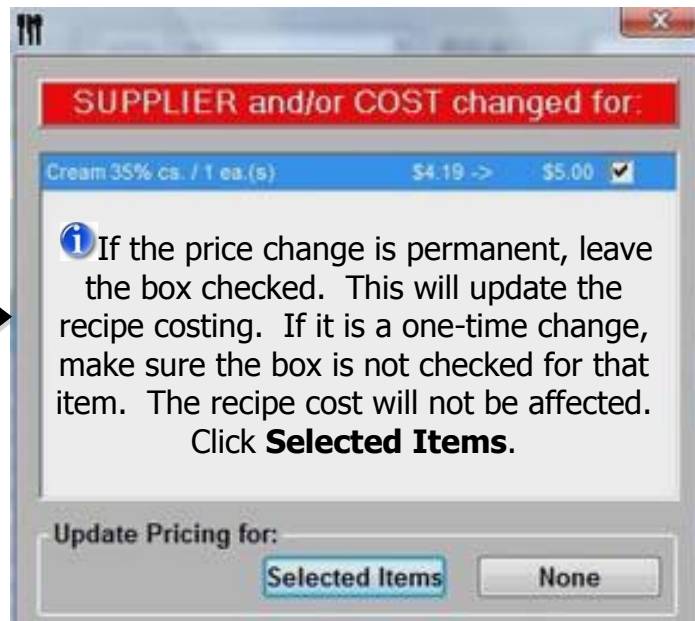 SUPPLIER and/or COST changed for:
Cream 35% cs. / 1 ea.(s) $4.19 -> $5.00
If the price change is permanent, leave
the box checked. This will update the
recipe costing. If it is a one-time change,
make sure the box is not checked for that
item. The recipe cost will not be affected.
Click Selected Items.
Update Pricing for:
Selected Items None